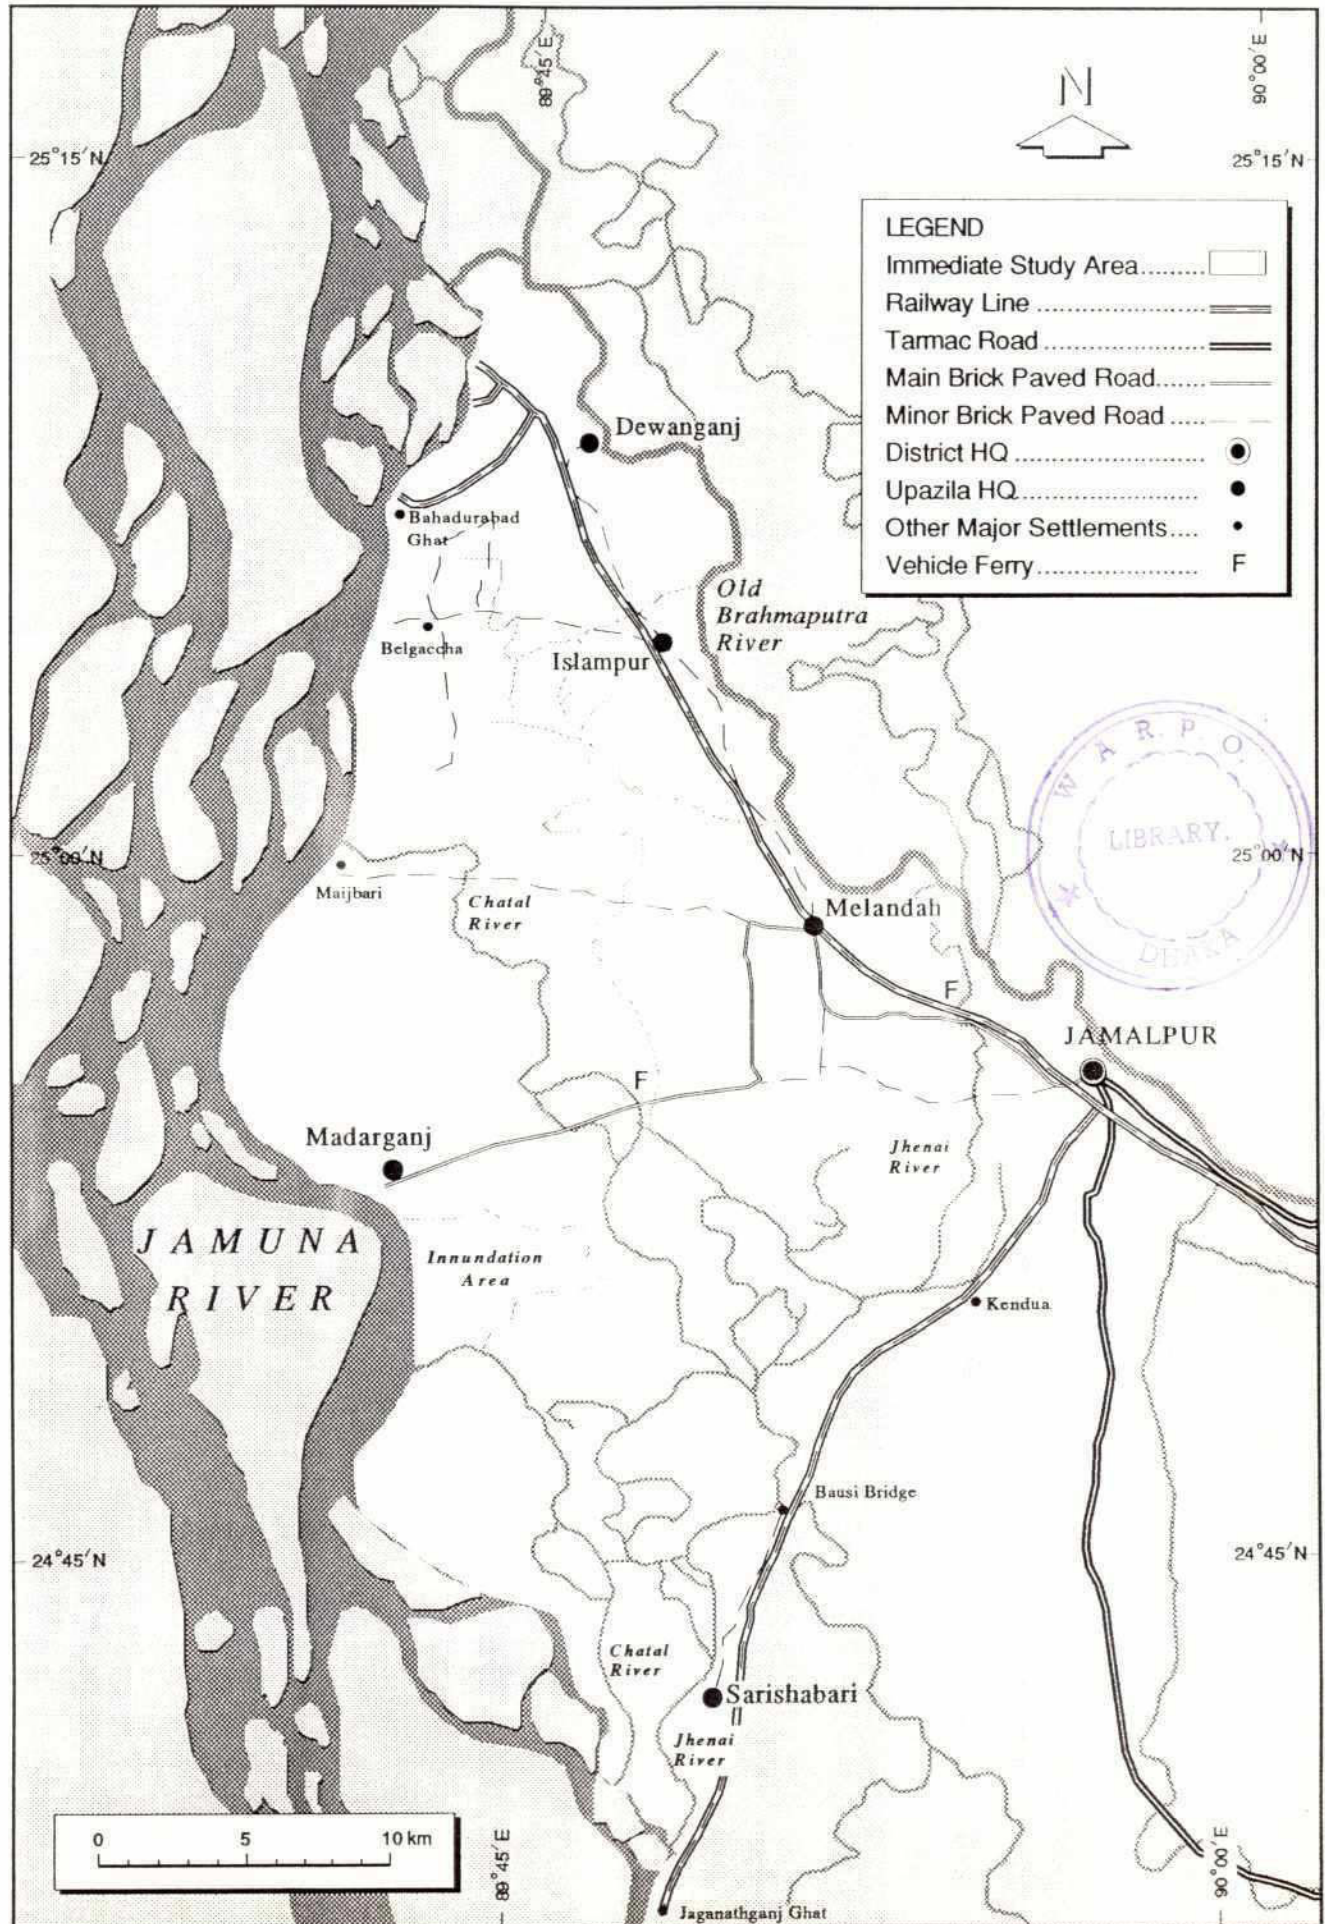 89°45′E
90°00′E
N
25°15′N
25°15′N
LEGEND
Immediate Study Area........
Railway Line ........................
Tarmac Road .......................
Main Brick Paved Road.......
Minor Brick Paved Road .....
District HQ ...........................
Upazila HQ...........................
Other Major Settlements....
Vehicle Ferry........................ F
Dewanganj
Bahadurabad
Ghat
Old
Brahmaputra
River
Belgaccha
Islampur
W.A.R.P.O.
LIBRARY.
DHAKA
25°00′N
25°00′N
Maijbari
Chatal
River
Melandah
F
JAMALPUR
F
Madarganj
Jhenai
River
JAMUNA
RIVER
Innundation
Area
Kendua
Bausi Bridge
24°45′N
24°45′N
Chatal
River
Sarishabari
Jhenai
River
0 5 10 km
89°45′E
90°00′E
Jaganathganj Ghat